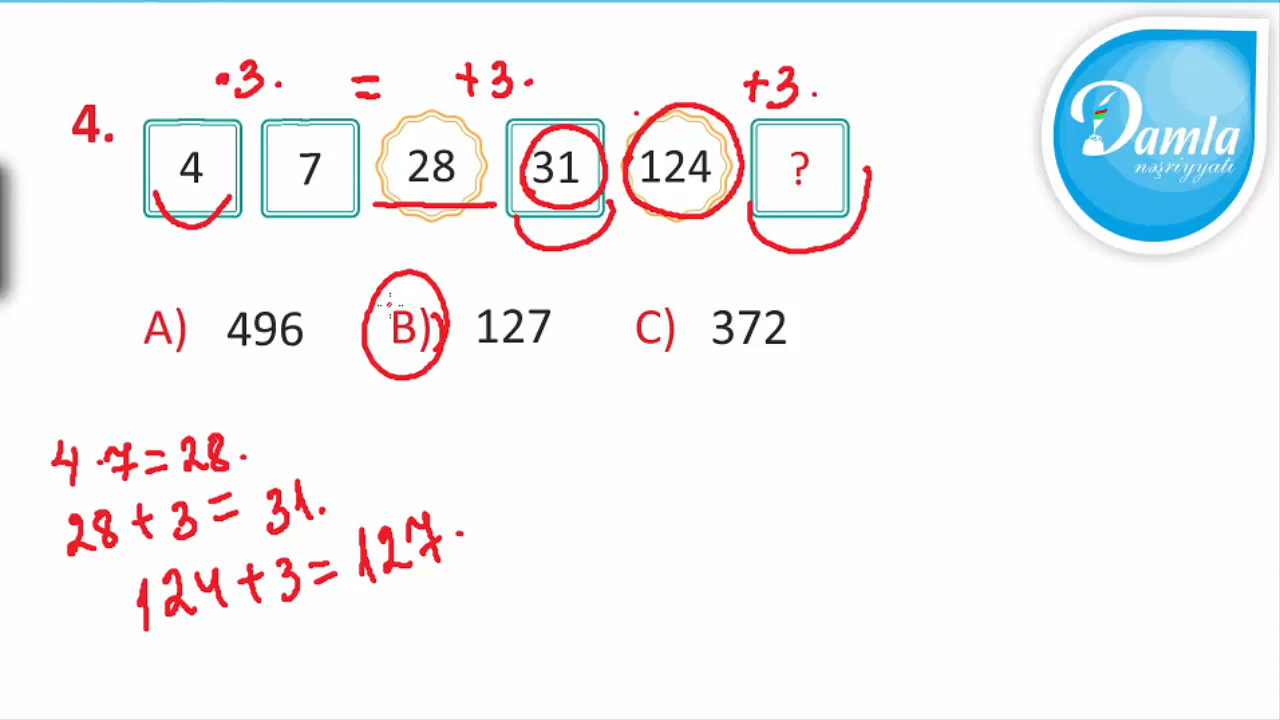 ·3. = +3. +3.
4. 4 7 28 31 124 ?
A) 496 B) 127 C) 372
4·7=28.
28+3=31.
124+3=127.
Damla
nəşriyyatı